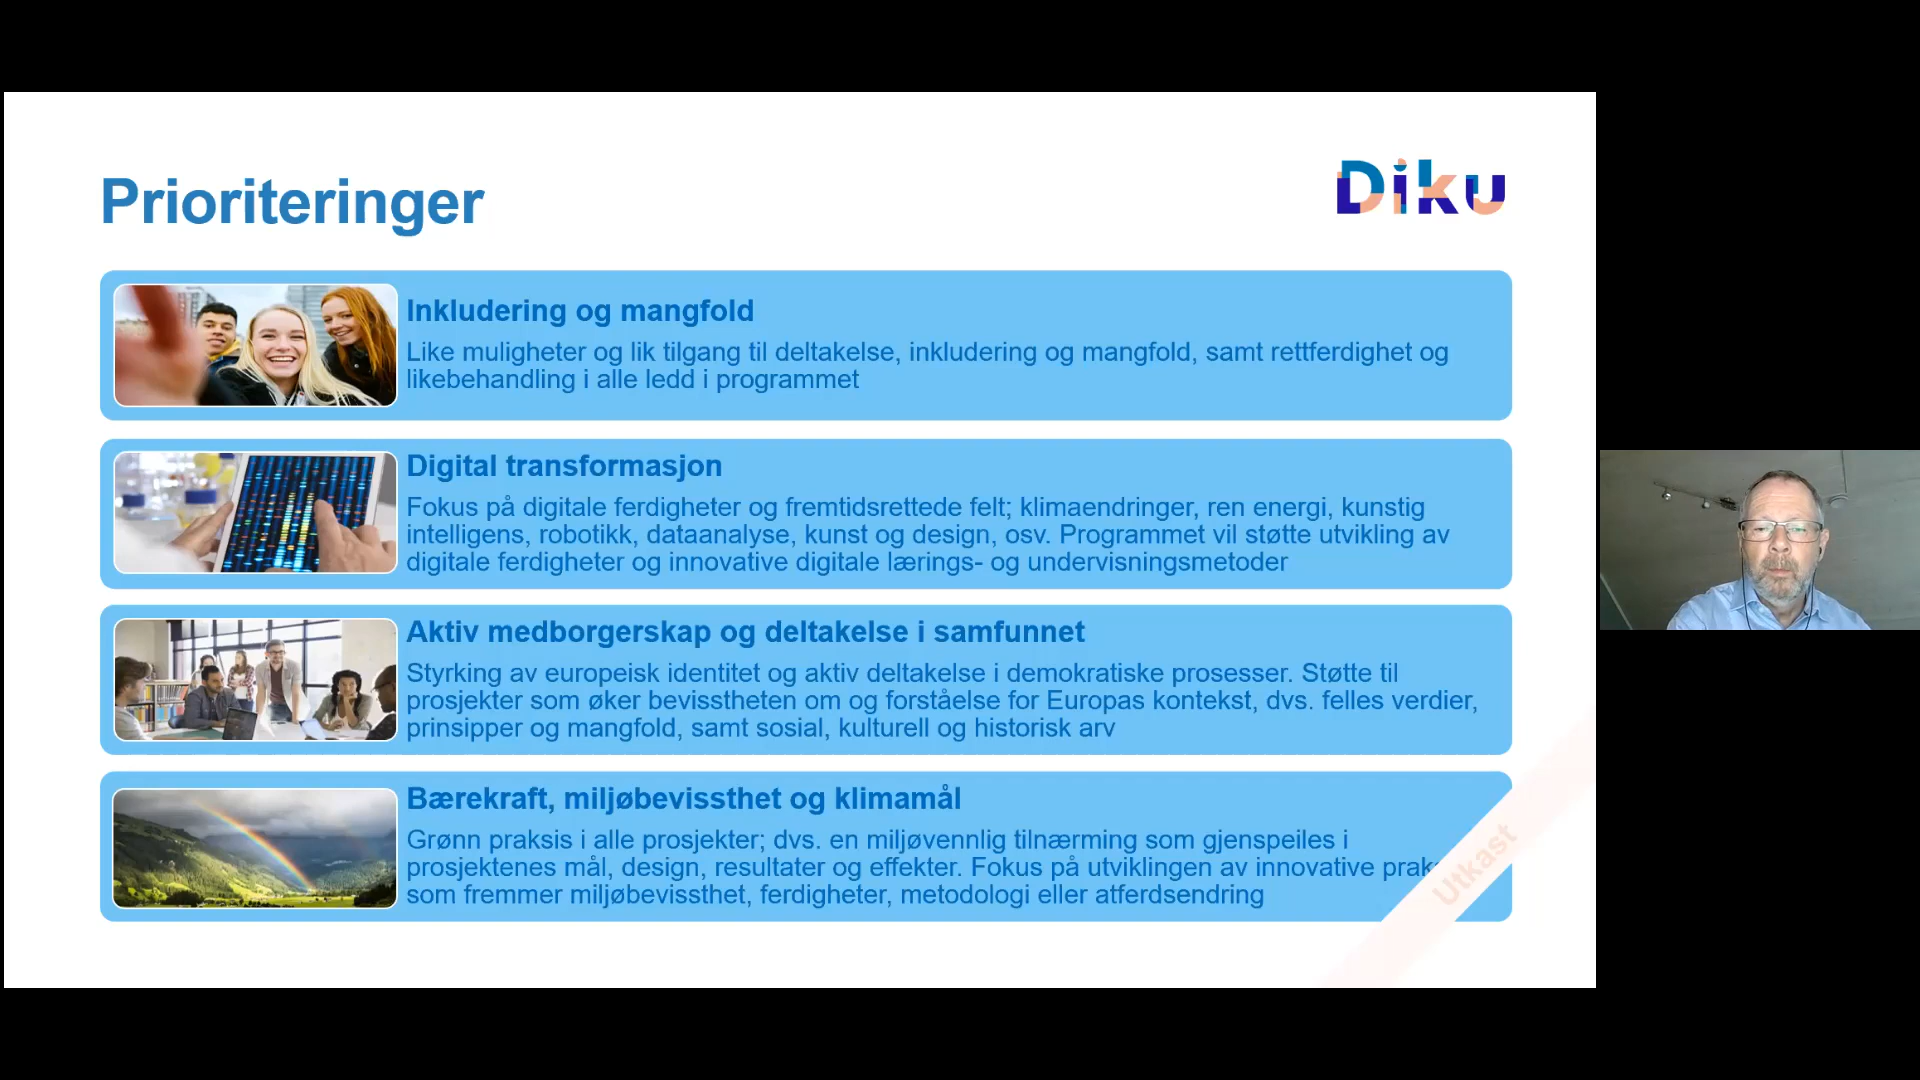 Prioriteringer
Diku
Inkludering og mangfold
Like muligheter og lik tilgang til deltakelse, inkludering og mangfold, samt rettferdighet og
likebehandling i alle ledd i programmet
Digital transformasjon
Fokus på digitale ferdigheter og fremtidsrettede felt; klimaendringer, ren energi, kunstig
intelligens, robotikk, dataanalyse, kunst og design, osv. Programmet vil støtte utvikling av
digitale ferdigheter og innovative digitale lærings- og undervisningsmetoder
Aktiv medborgerskap og deltakelse i samfunnet
Styrking av europeisk identitet og aktiv deltakelse i demokratiske prosesser. Støtte til
prosjekter som øker bevisstheten om og forståelse for Europas kontekst, dvs. felles verdier,
prinsipper og mangfold, samt sosial, kulturell og historisk arv
Bærekraft, miljøbevissthet og klimamål
Grønn praksis i alle prosjekter; dvs. en miljøvennlig tilnærming som gjenspeiles i
prosjektenes mål, design, resultater og effekter. Fokus på utviklingen av innovative
som fremmer miljøbevissthet, ferdigheter, metodologi eller atferdsendring
Utkast